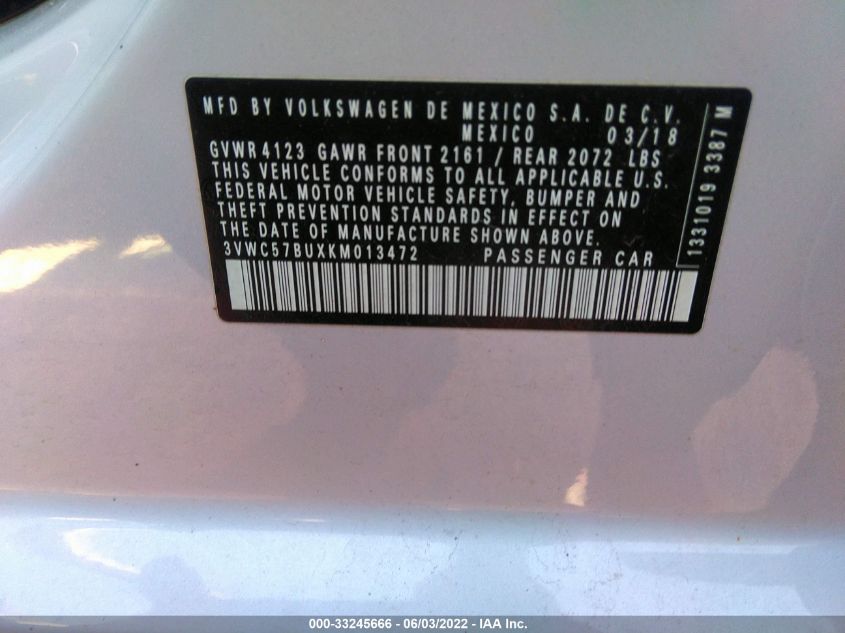 MFD BY VOLKSWAGEN DE MEXICO S.A. DE C.V.
MEXICO 03/18
GVWR 4123 GAWR FRONT 2161 / REAR 2072 LBS
THIS VEHICLE CONFORMS TO ALL APPLICABLE U.S.
FEDERAL MOTOR VEHICLE SAFETY, BUMPER AND
THEFT PREVENTION STANDARDS IN EFFECT ON
THE DATE OF MANUFACTURE SHOWN ABOVE.
3VWC57BUXKM013472 PASSENGER CAR
1331019 3387 M
000-33245666 - 06/03/2022 - IAA Inc.